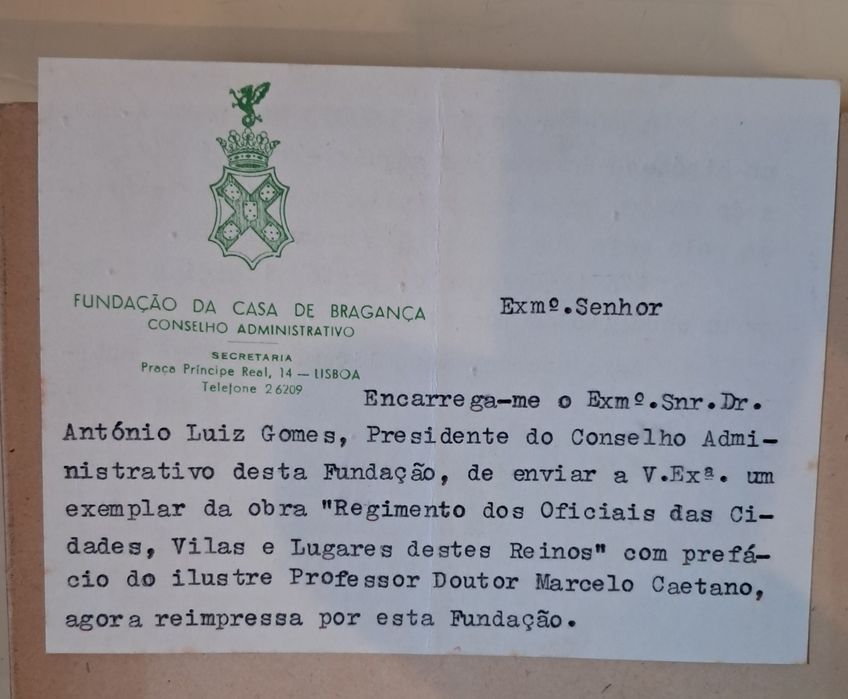 FUNDAÇÃO DA CASA DE BRAGANÇA
CONSELHO ADMINISTRATIVO
SECRETARIA
Praça Príncipe Real, 14 — LISBOA
Telefone 26209
Exmº.Senhor
Encarrega-me o Exmº.Snr.Dr.
António Luiz Gomes, Presidente do Conselho Admi-
nistrativo desta Fundação, de enviar a V.Exª. um
exemplar da obra "Regimento dos Oficiais das Ci-
dades, Vilas e Lugares destes Reinos" com prefá-
cio do ilustre Professor Doutor Marcelo Caetano,
agora reimpressa por esta Fundação.